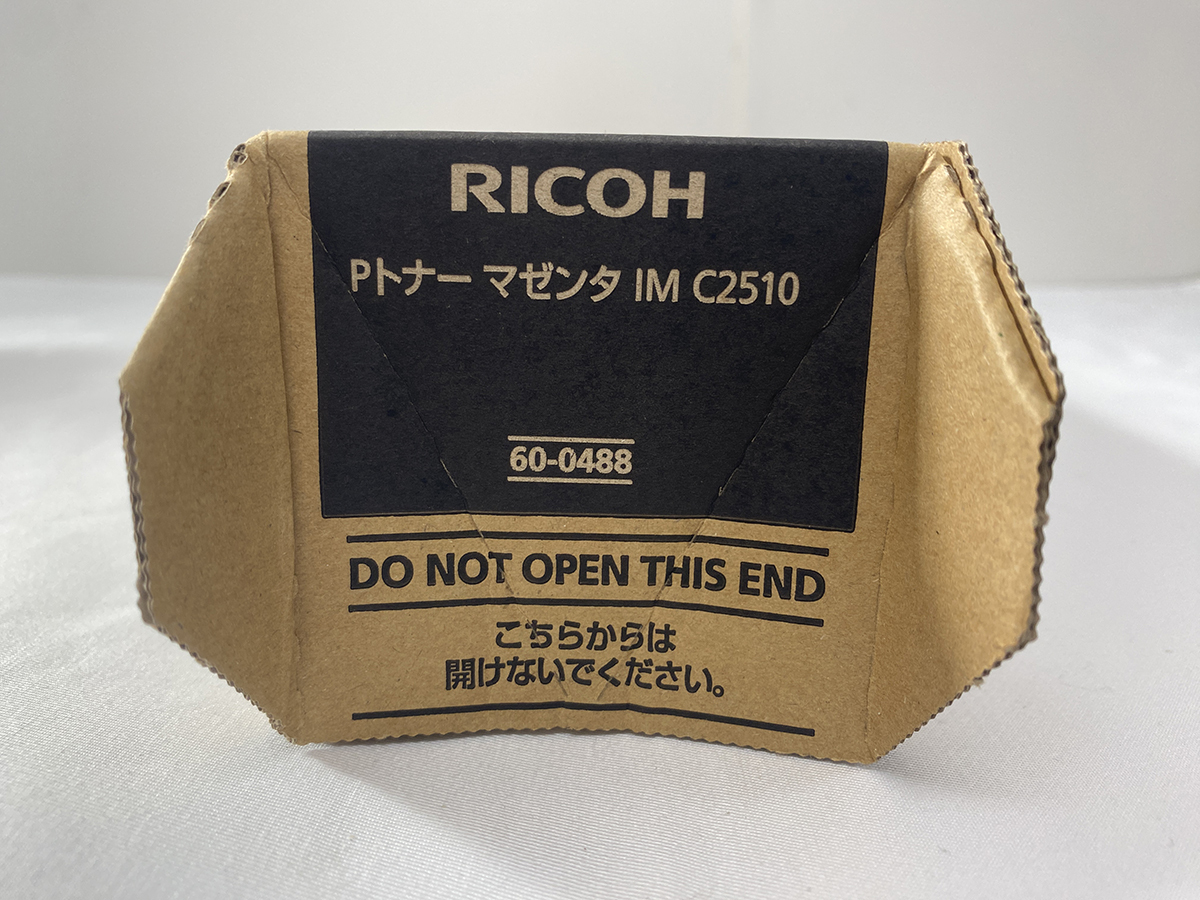 RICOH
Pトナー マゼンタ IM C2510
60-0488
DO NOT OPEN THIS END
こちらからは
開けないでください。